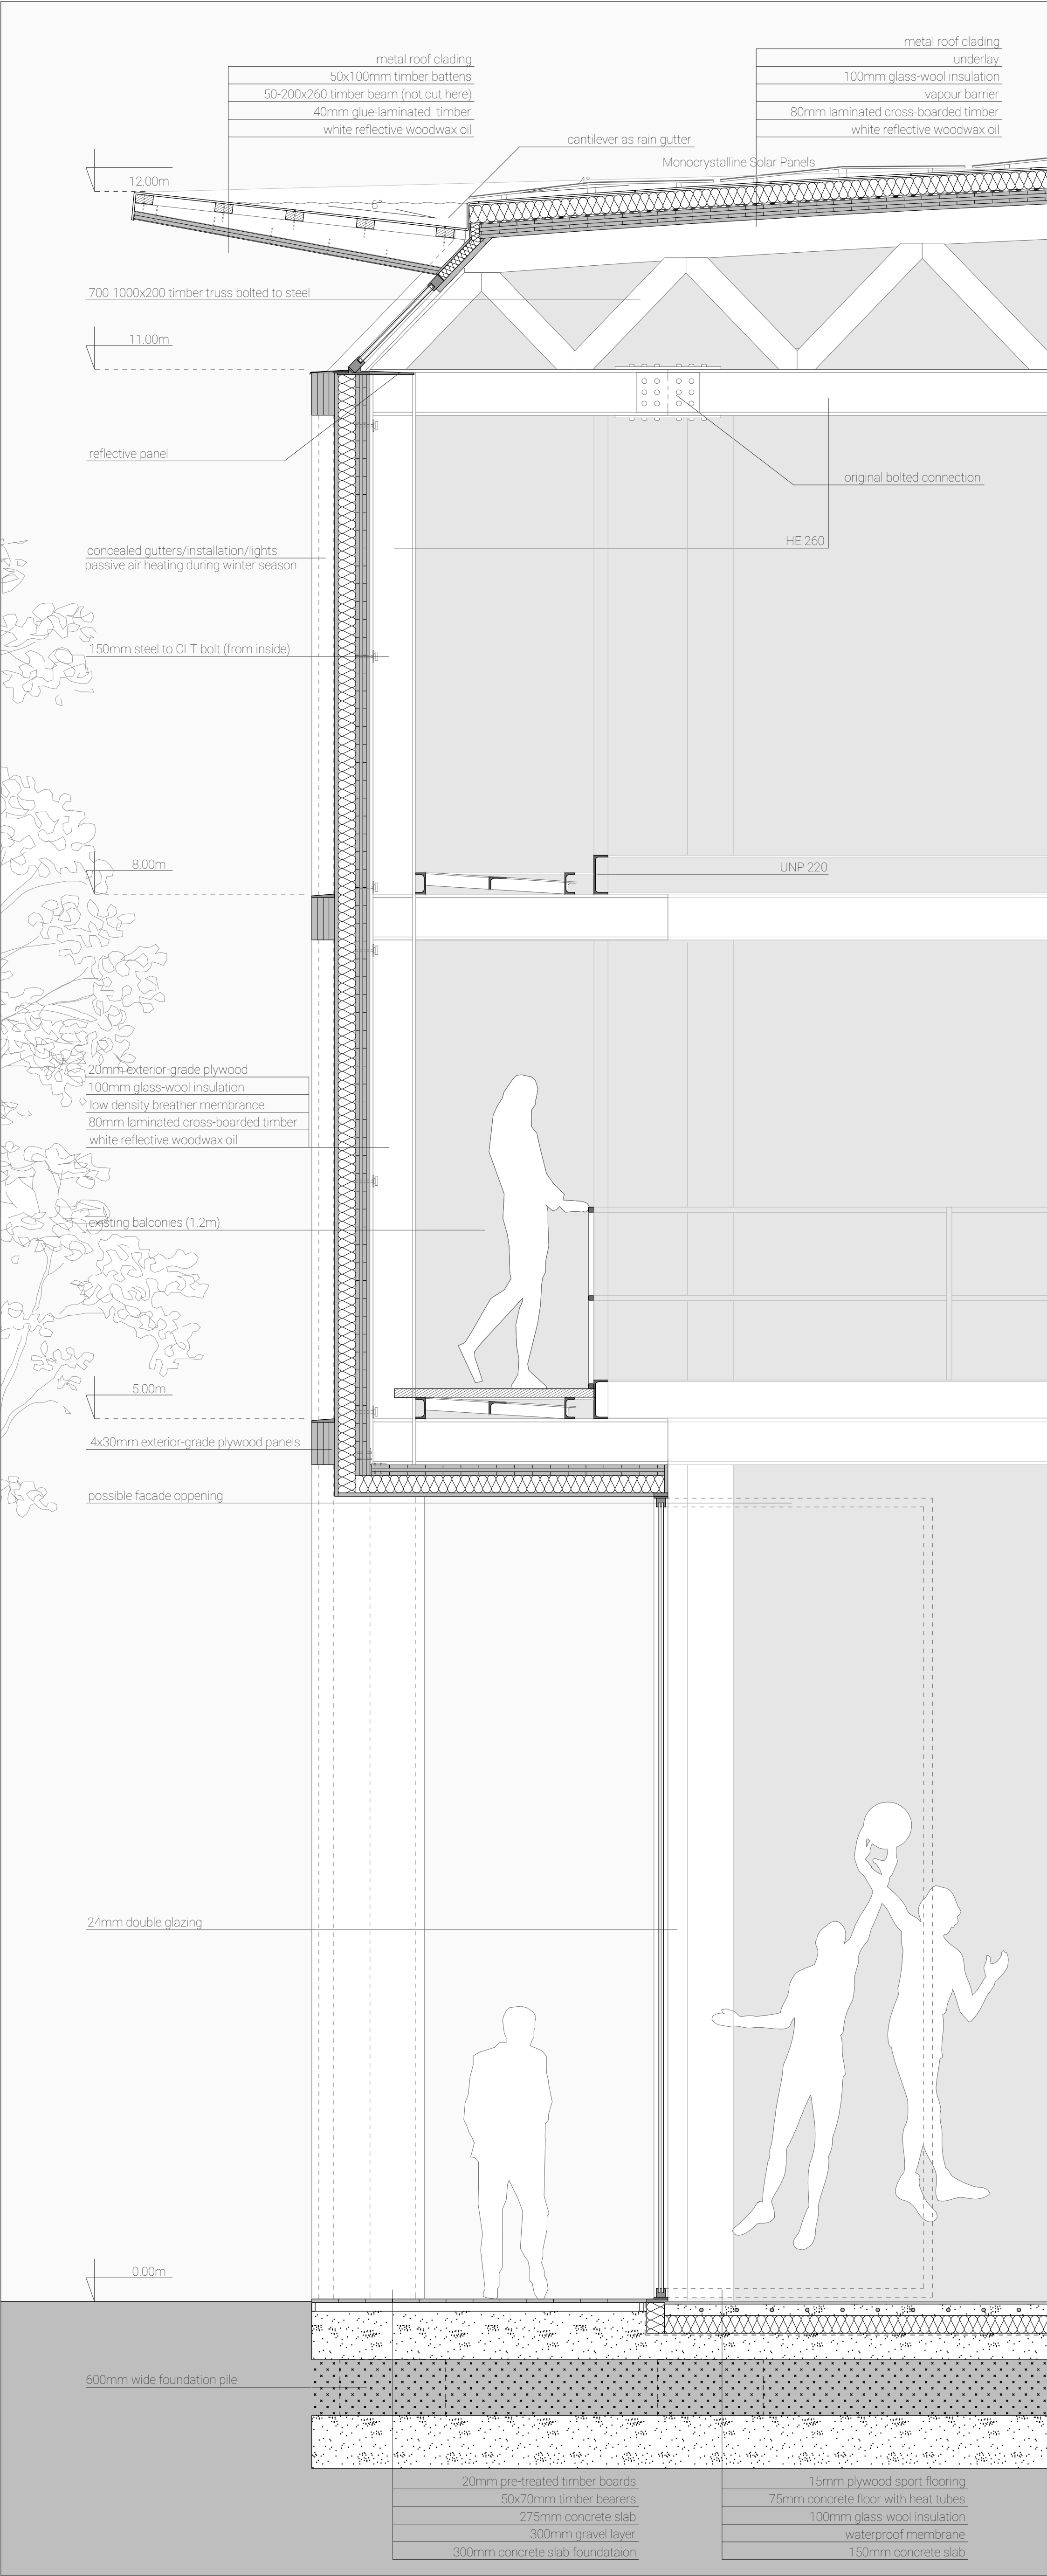 metal roof clading
50x100mm timber battens
50-200x260 timber beam (not cut here)
40mm glue-laminated timber
white reflective woodwax oil
metal roof clading
underlay
100mm glass-wool insulation
vapour barrier
80mm laminated cross-boarded timber
white reflective woodwax oil
cantilever as rain gutter
Monocrystalline Solar Panels
12.00m
4°
6°
700-1000x200 timber truss bolted to steel
11.00m
reflective panel
original bolted connection
HE 260
concealed gutters/installation/lights
passive air heating during winter season
150mm steel to CLT bolt (from inside)
8.00m
UNP 220
20mm exterior-grade plywood
100mm glass-wool insulation
low density breather membrance
80mm laminated cross-boarded timber
white reflective woodwax oil
existing balconies (1.2m)
5.00m
4x30mm exterior-grade plywood panels
possible facade oppening
24mm double glazing
0.00m
600mm wide foundation pile
20mm pre-treated timber boards
50x70mm timber bearers
275mm concrete slab
300mm gravel layer
300mm concrete slab foundataion
15mm plywood sport flooring
75mm concrete floor with heat tubes
100mm glass-wool insulation
waterproof membrane
150mm concrete slab